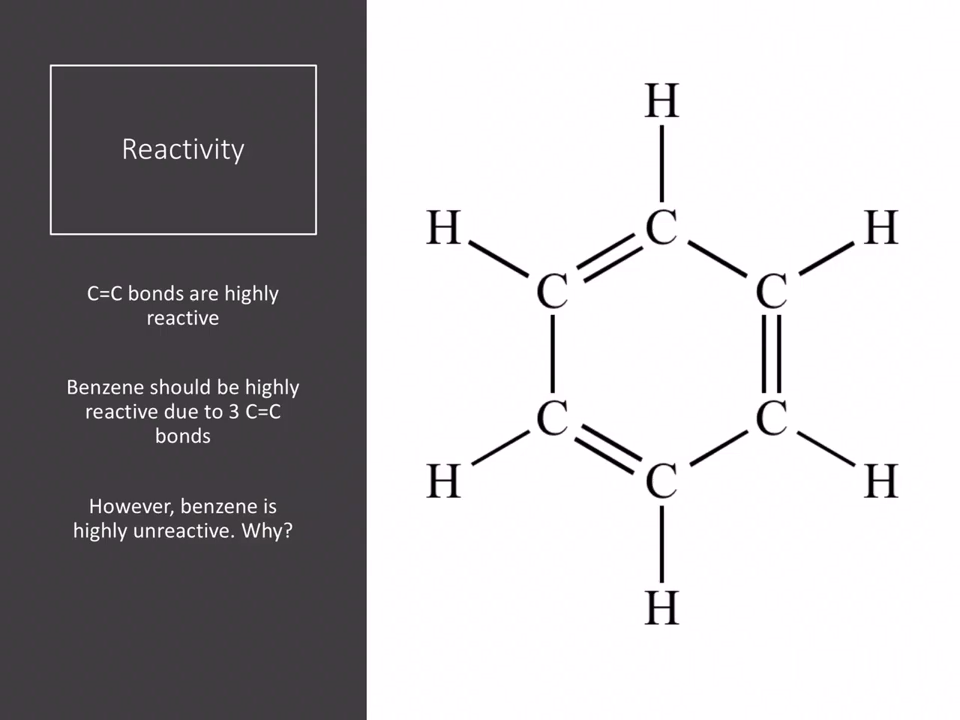 Reactivity
C=C bonds are highly
reactive
Benzene should be highly
reactive due to 3 C=C
bonds
However, benzene is
highly unreactive. Why?
H
H
C
H
C
C
C
C
H
C
H
H